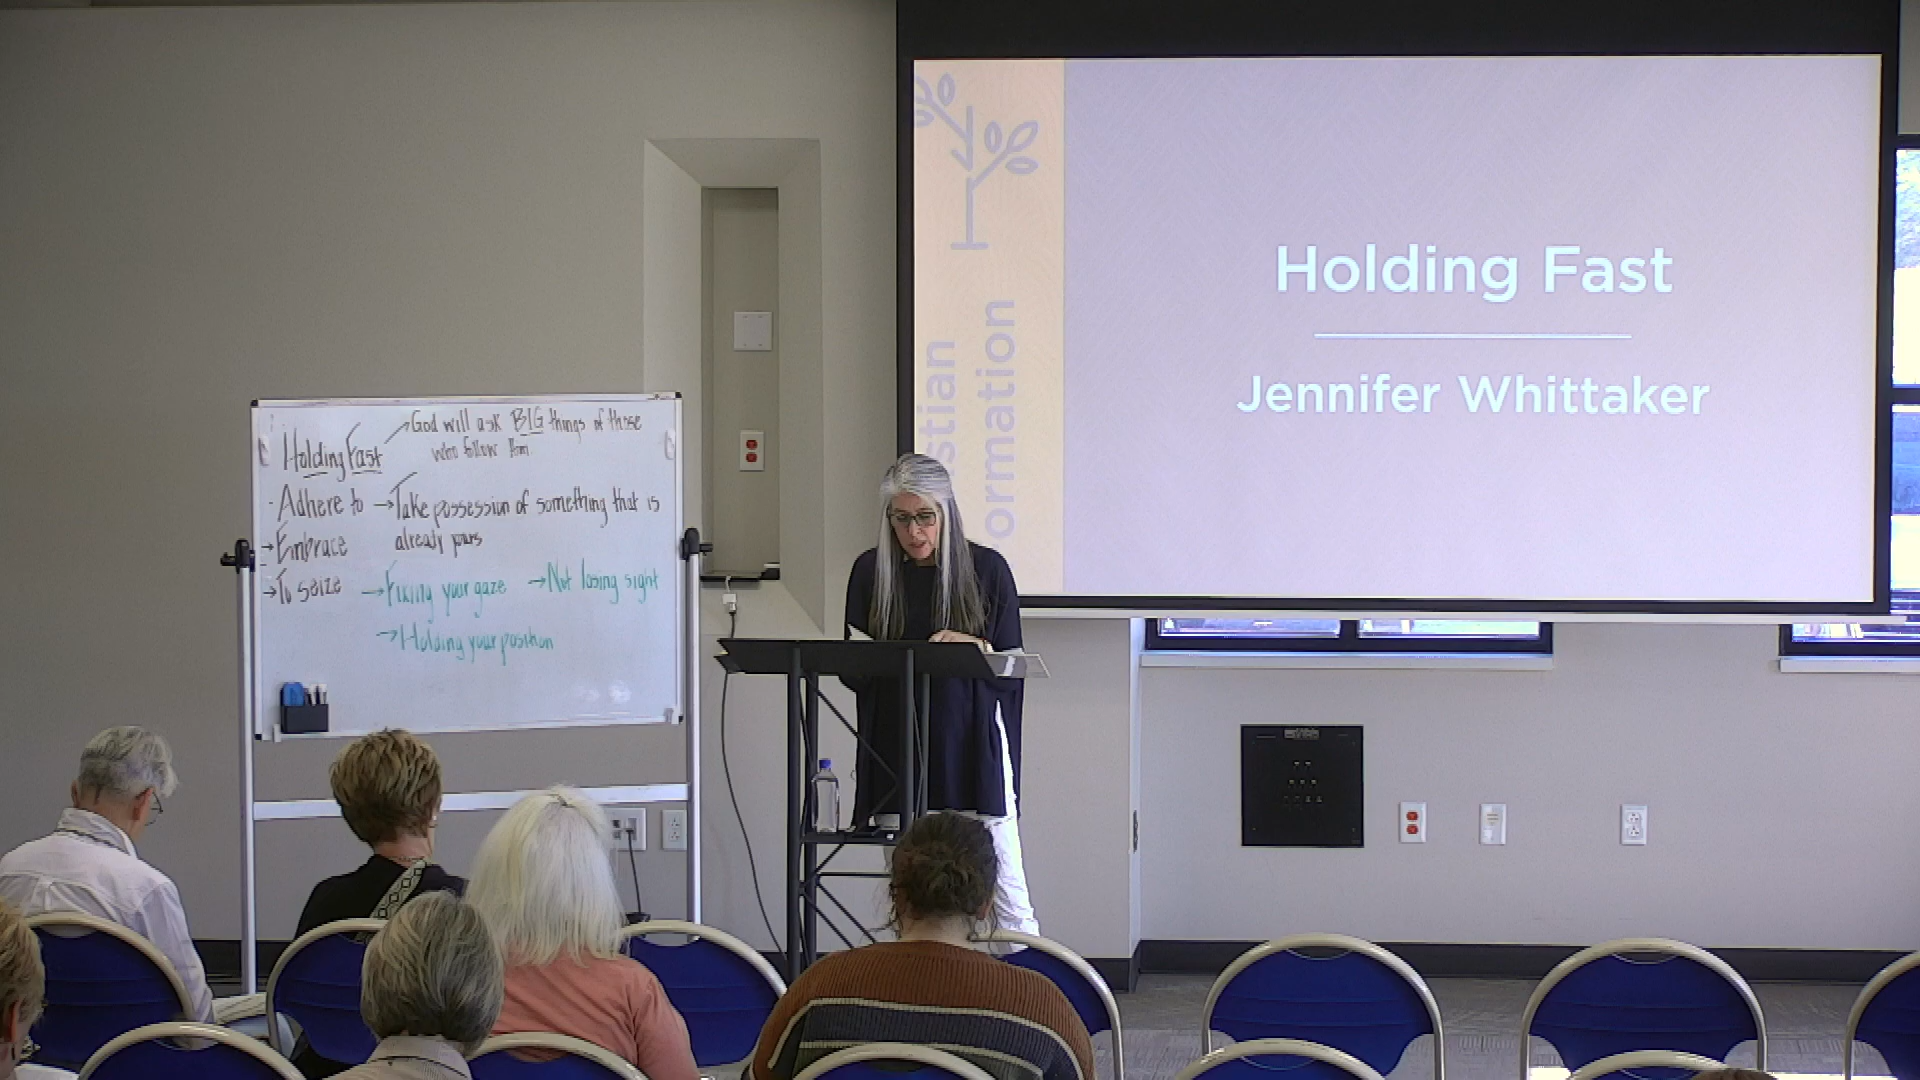 God will ask BIG things of those
who follow Him
Holding Fast
- Adhere to → Take possession of something that is
already yours
→ Embrace
→ To seize → Fixing your gaze → Not losing sight
→ Holding your position
Holding Fast
Jennifer Whittaker
stian
ormation